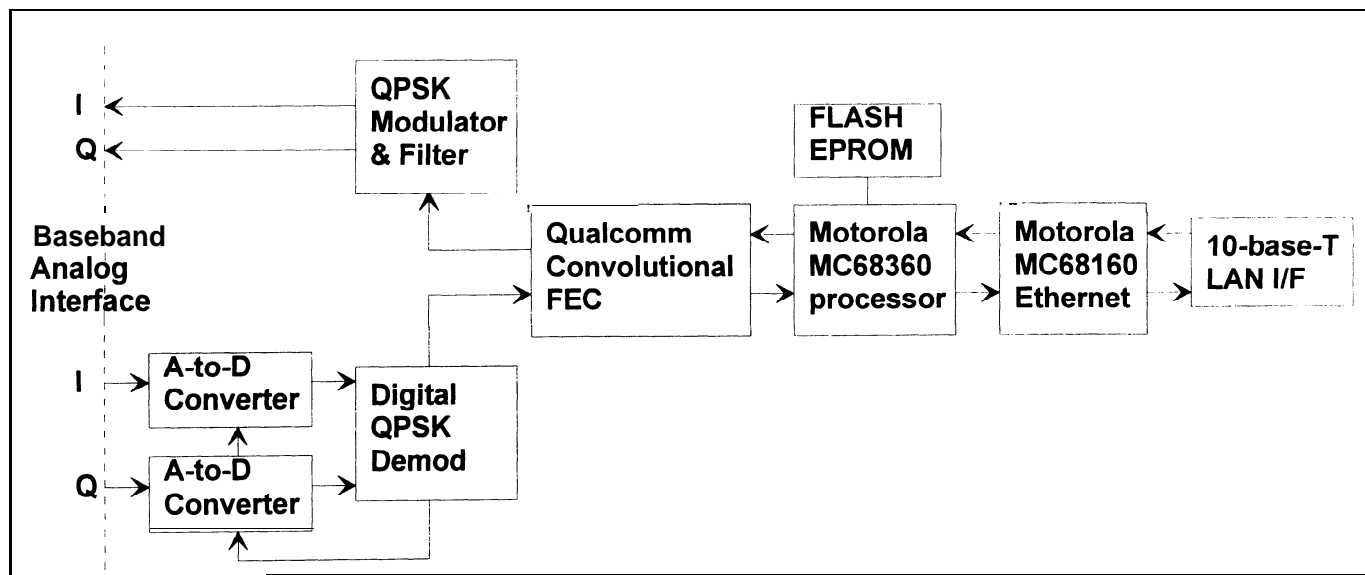 I
Q
QPSK
Modulator
& Filter
FLASH
EPROM
Baseband
Analog
Interface
Qualcomm
Convolutional
FEC
Motorola
MC68360
processor
Motorola
MC68160
Ethernet
10-base-T
LAN I/F
I
A-to-D
Converter
Q
A-to-D
Converter
Digital
QPSK
Demod